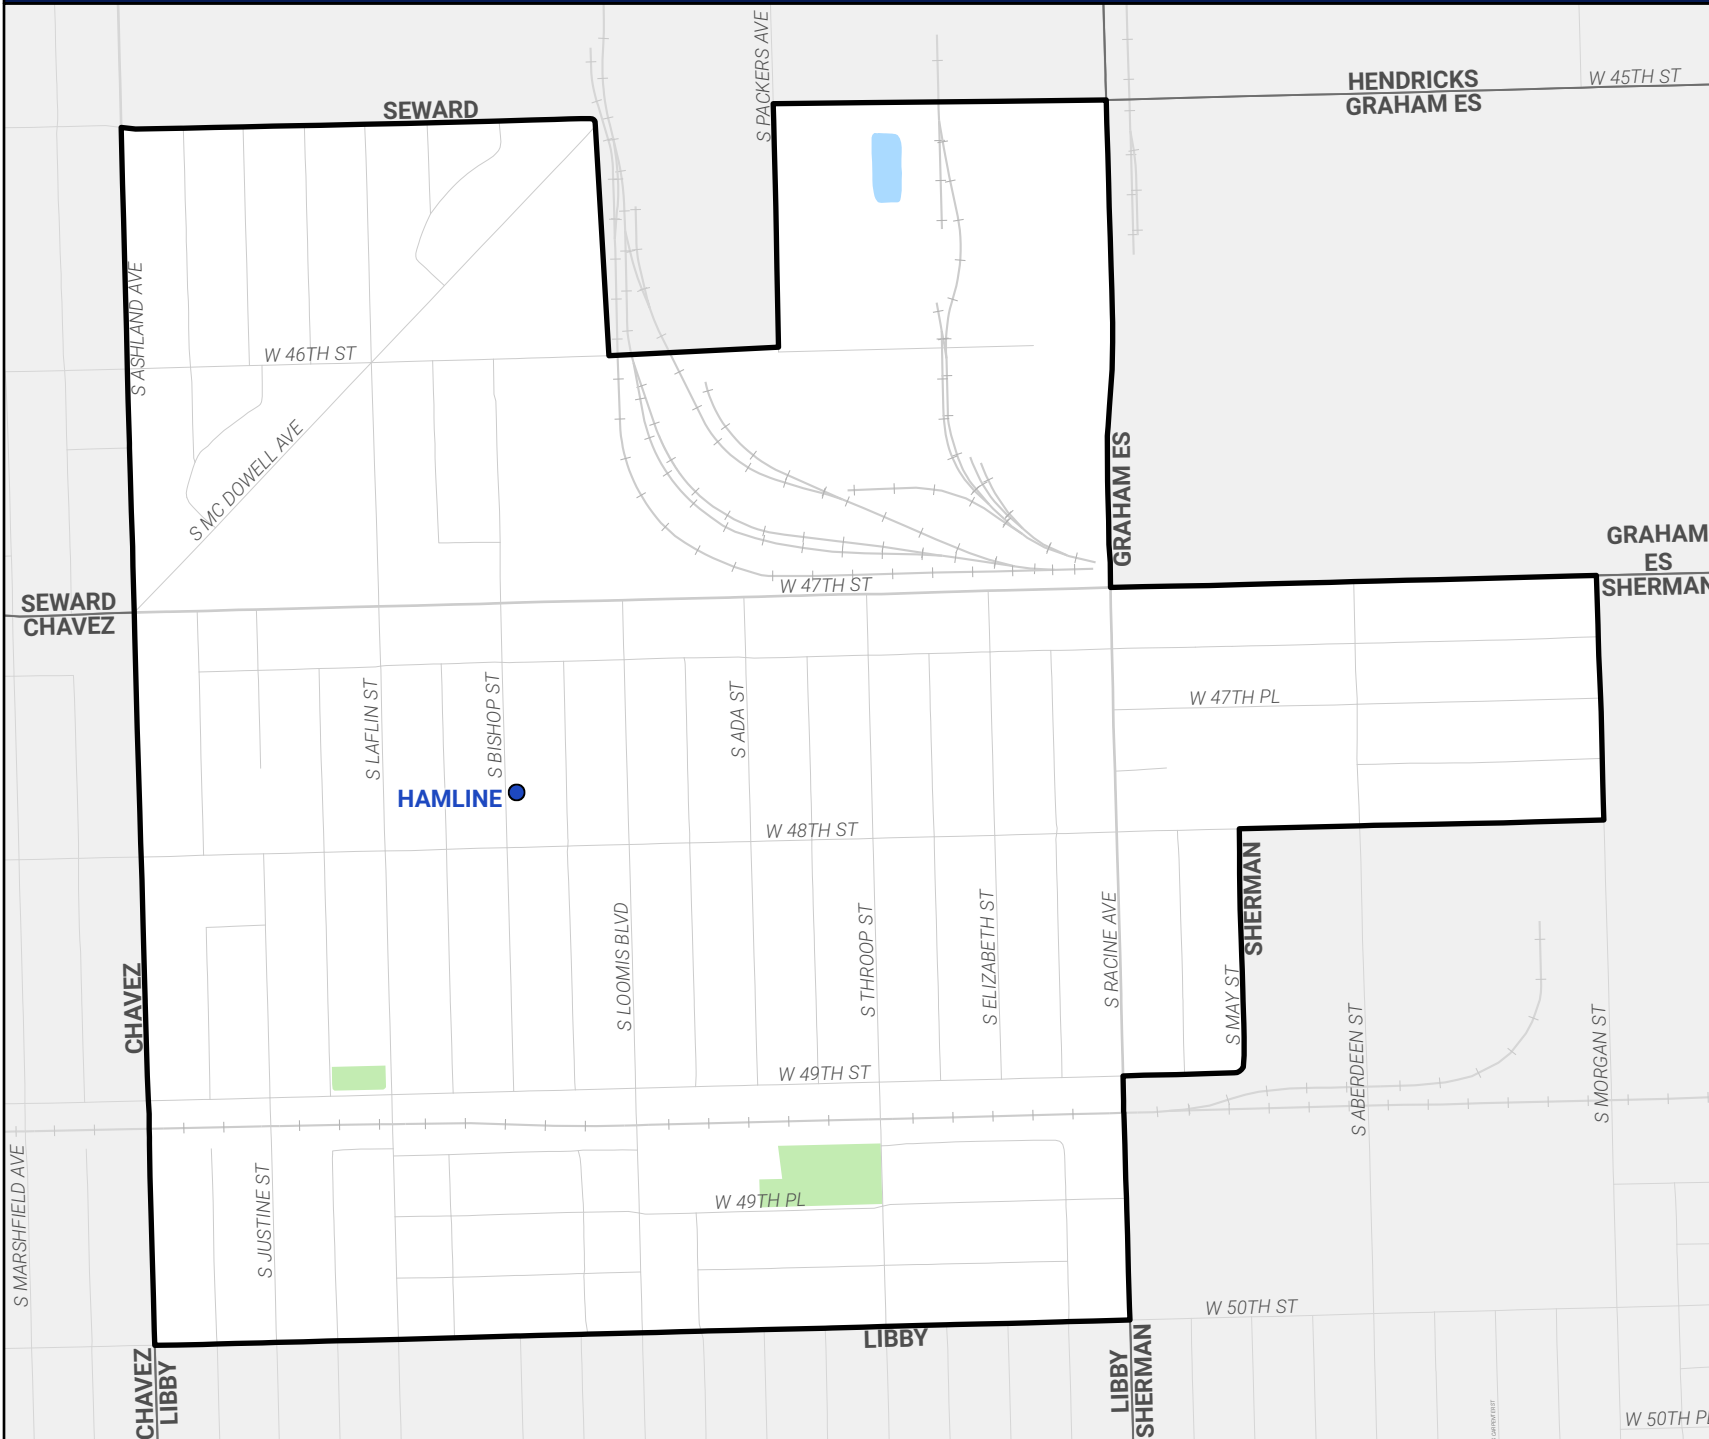 S PACKERS AVE
HENDRICKS
W 45TH ST
GRAHAM ES
SEWARD
S ASHLAND AVE
W 46TH ST
S MC DOWELL AVE
GRAHAM ES
GRAHAM
ES
SHERMAN
W 47TH ST
SEWARD
CHAVEZ
S LAFLIN ST
S BISHOP ST
S ADA ST
W 47TH PL
HAMLINE
W 48TH ST
SHERMAN
S LOOMIS BLVD
S THROOP ST
S ELIZABETH ST
S RACINE AVE
S MAY ST
CHAVEZ
S ABERDEEN ST
S MORGAN ST
W 49TH ST
S MARSHFIELD AVE
S JUSTINE ST
W 49TH PL
W 50TH ST
LIBBY
CHAVEZ
LIBBY
LIBBY
SHERMAN
S CARPENTER ST
W 50TH PL